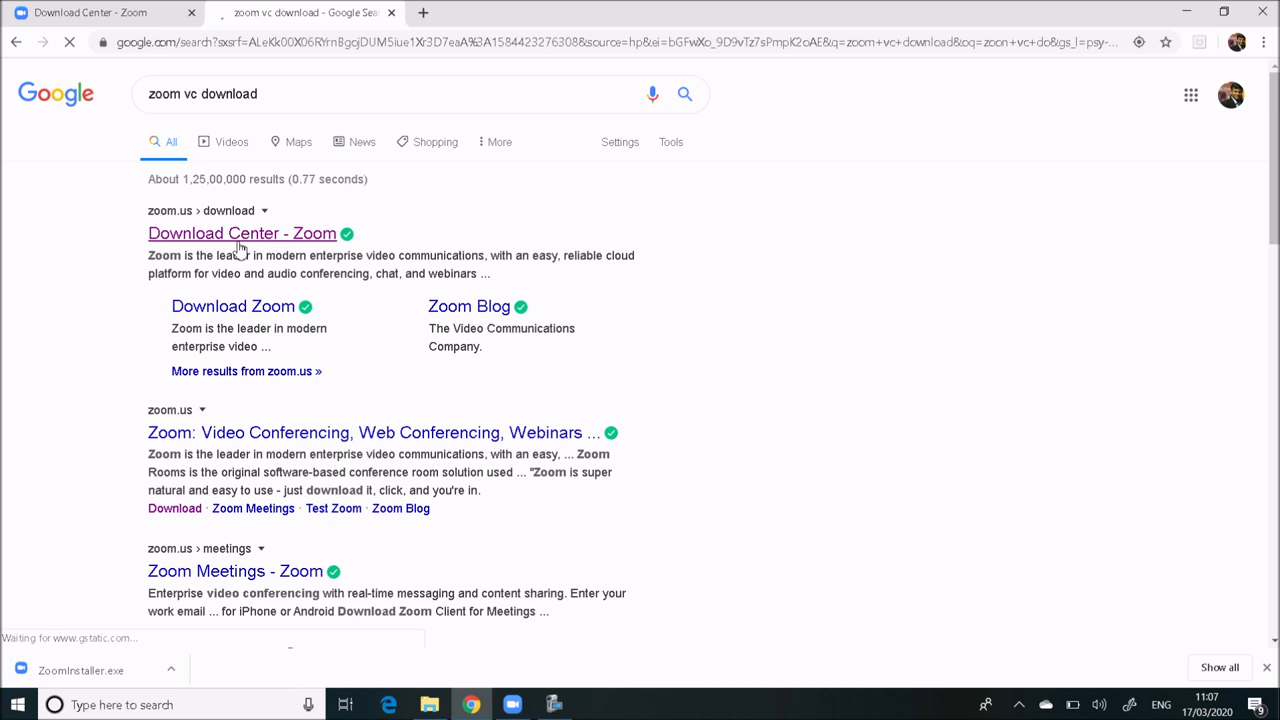 Download Center - Zoom
zoom vc download - Google Sea
google.com/search?sxsrf=ALeKk00X06RYrnBgojDUM5iue1Xr3D7eaA%3A1584423276308&source=hp&ei=bGFwXo_9D9vTz7sPmpK2oAE&q=zoom+vc+download&oq=zoon+vc+do&gs_l=psy-...
Google
zoom vc download
All
Videos
Maps
News
Shopping
More
Settings
Tools
About 1,25,00,000 results (0.77 seconds)
zoom.us › download
Download Center - Zoom
Zoom is the leader in modern enterprise video communications, with an easy, reliable cloud
platform for video and audio conferencing, chat, and webinars ...
Download Zoom
Zoom is the leader in modern
enterprise video ...
Zoom Blog
The Video Communications
Company.
More results from zoom.us »
zoom.us
Zoom: Video Conferencing, Web Conferencing, Webinars ...
Zoom is the leader in modern enterprise video communications, with an easy, ... Zoom
Rooms is the original software-based conference room solution used ... "Zoom is super
natural and easy to use - just download it, click, and you're in.
Download · Zoom Meetings · Test Zoom · Zoom Blog
zoom.us › meetings
Zoom Meetings - Zoom
Enterprise video conferencing with real-time messaging and content sharing. Enter your
work email ... for iPhone or Android Download Zoom Client for Meetings ...
Waiting for www.gstatic.com...
ZoomInstaller.exe
Show all
Type here to search
ENG
11:07
17/03/2020
9